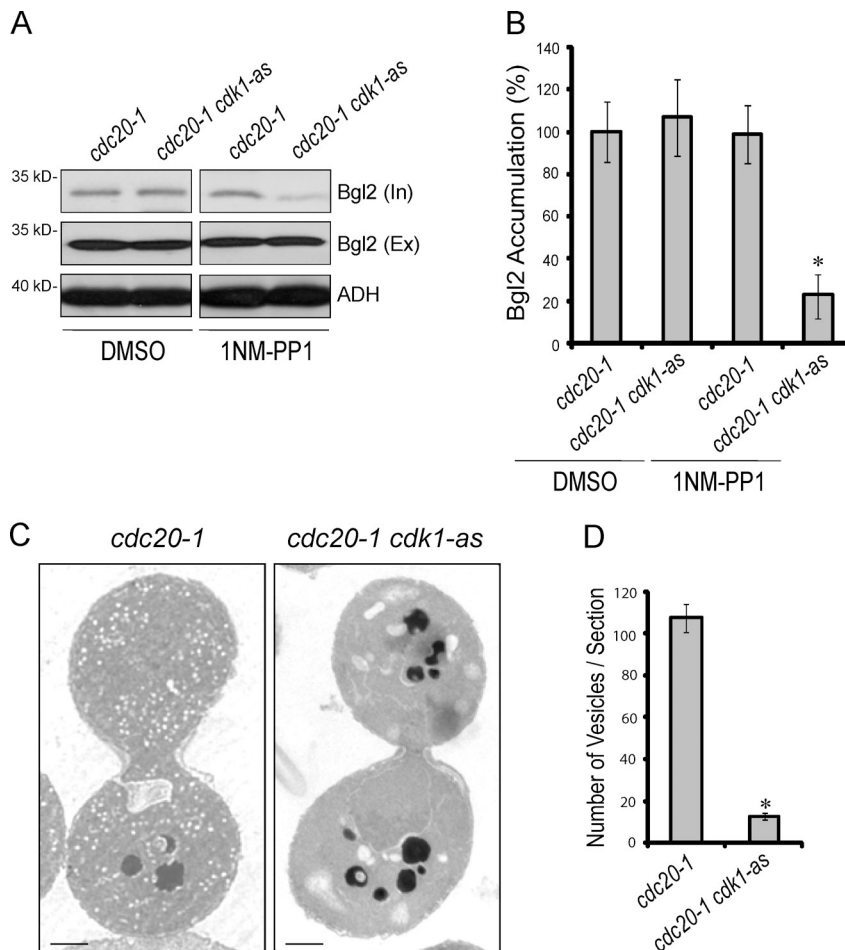 A
cdc20-1
cdc20-1 cdk1-as
cdc20-1
cdc20-1 cdk1-as
35 kD-
Bgl2 (In)
35 kD-
Bgl2 (Ex)
40 kD-
ADH
DMSO
1NM-PP1
B
Bgl2 Accumulation (%)
140
120
100
80
60
40
20
0
*
cdc20-1
cdc20-1 cdk1-as
cdc20-1
cdc20-1 cdk1-as
DMSO
1NM-PP1
C
cdc20-1
cdc20-1 cdk1-as
D
Number of Vesicles / Section
120
100
80
60
40
20
0
*
cdc20-1
cdc20-1 cdk1-as